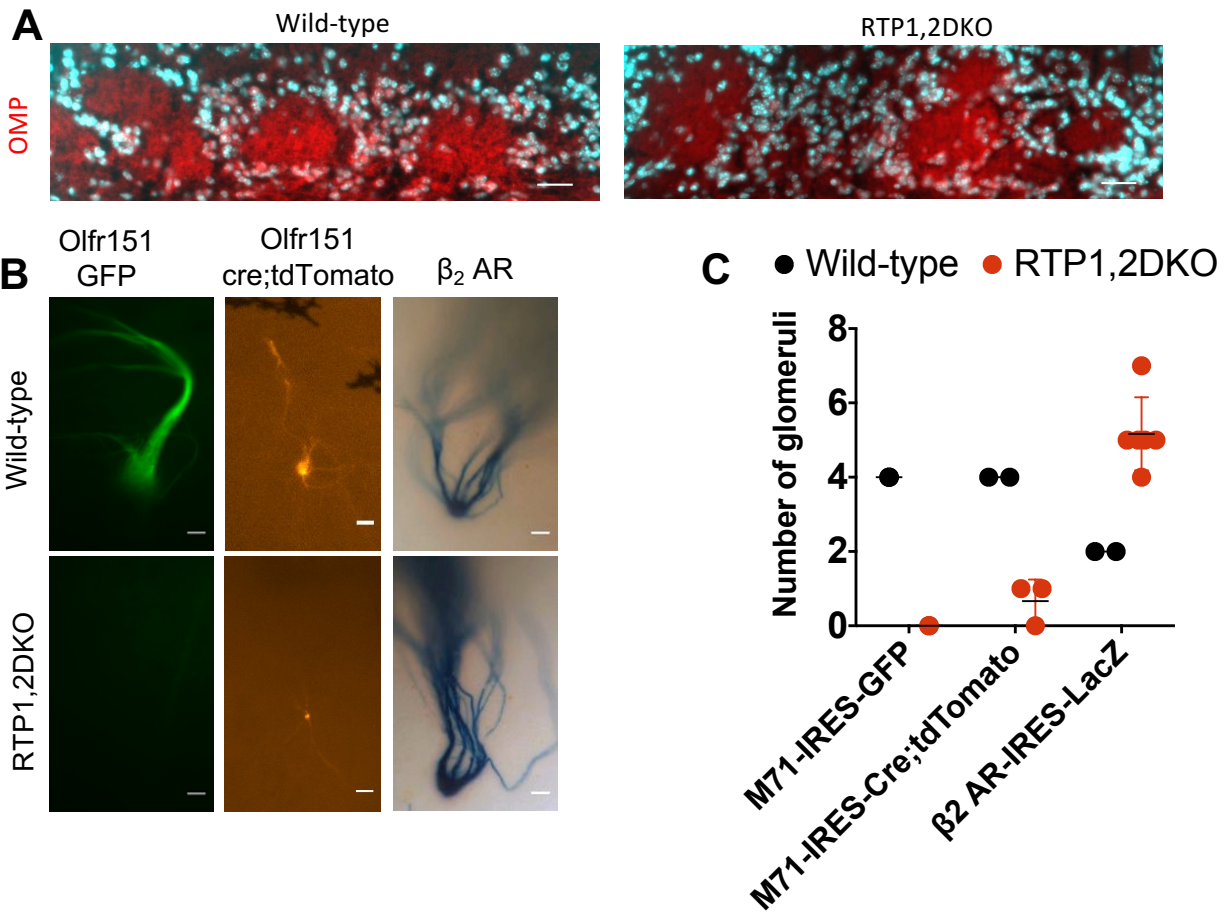 A
Wild-type
RTP1,2DKO
OMP
B
Olfr151
GFP
Olfr151
cre;tdTomato
β₂ AR
Wild-type
RTP1,2DKO
C
Wild-type
RTP1,2DKO
Number of glomeruli
8
6
4
2
0
M71-IRES-GFP
M71-IRES-Cre;tdTomato
β2 AR-IRES-LacZ